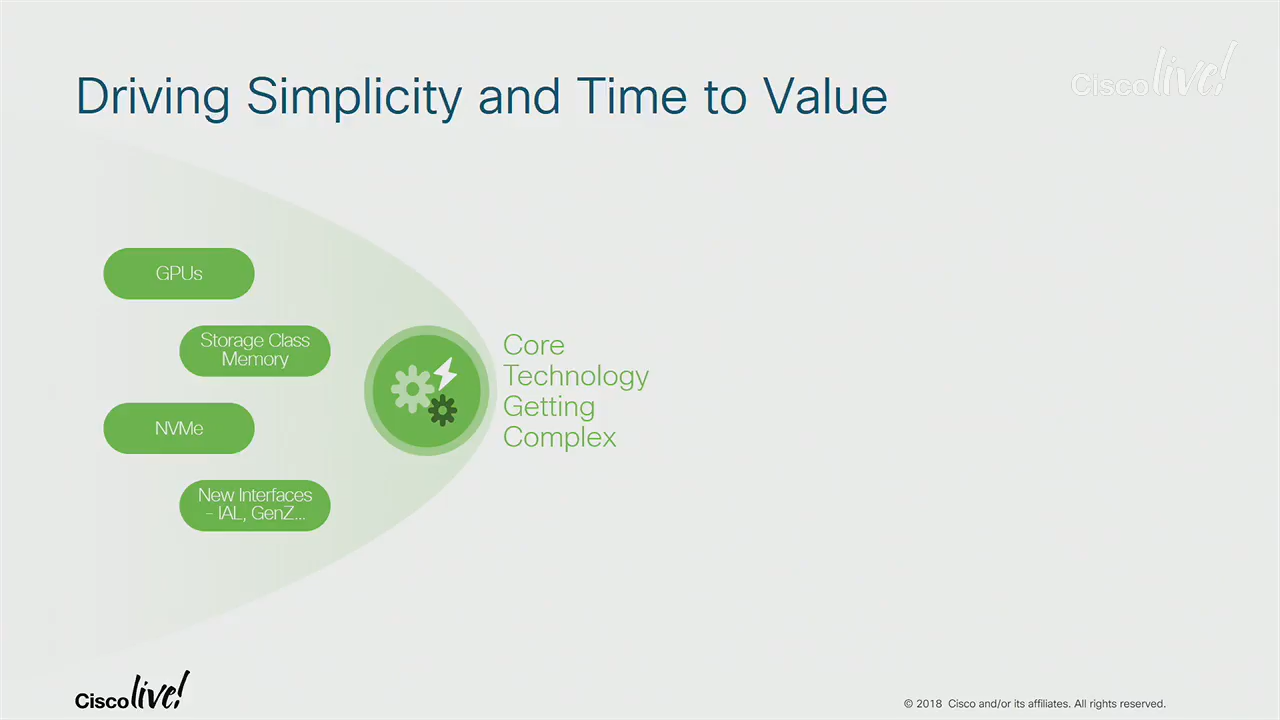 Driving Simplicity and Time to Value
Cisco live!
GPUs
Storage Class
Memory
NVMe
New Interfaces
- IAL, GenZ...
Core
Technology
Getting
Complex
Cisco live!
© 2018 Cisco and/or its affiliates. All rights reserved.